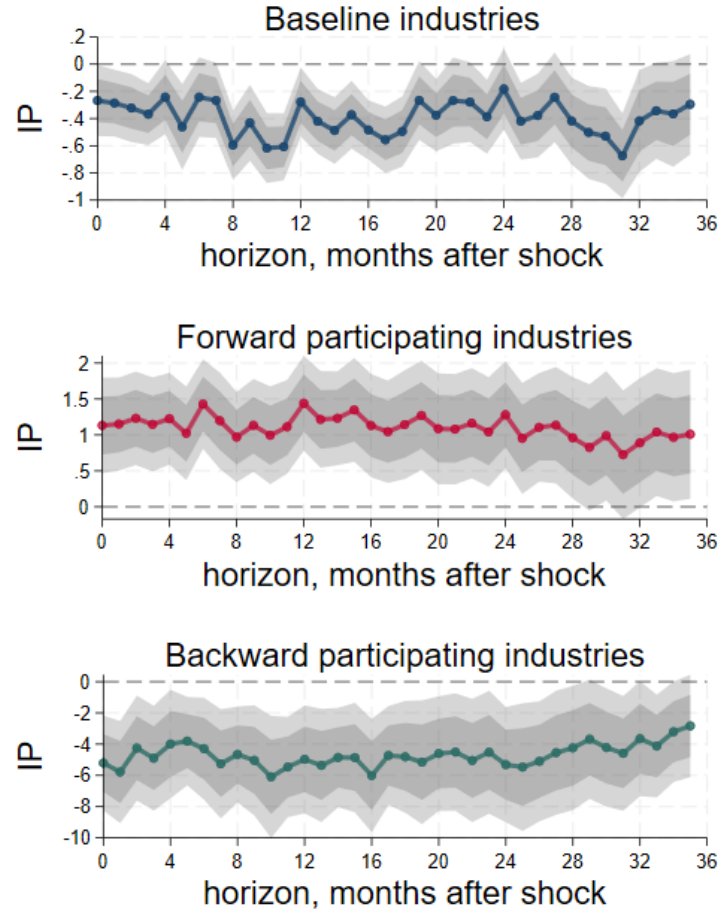 Baseline industries
.2
0
-.2
-.4
-.6
-.8
-1
IP
0 4 8 12 16 20 24 28 32 36
horizon, months after shock
Forward participating industries
2
1.5
1
.5
0
IP
0 4 8 12 16 20 24 28 32 36
horizon, months after shock
Backward participating industries
0
-2
-4
-6
-8
-10
IP
0 4 8 12 16 20 24 28 32 36
horizon, months after shock